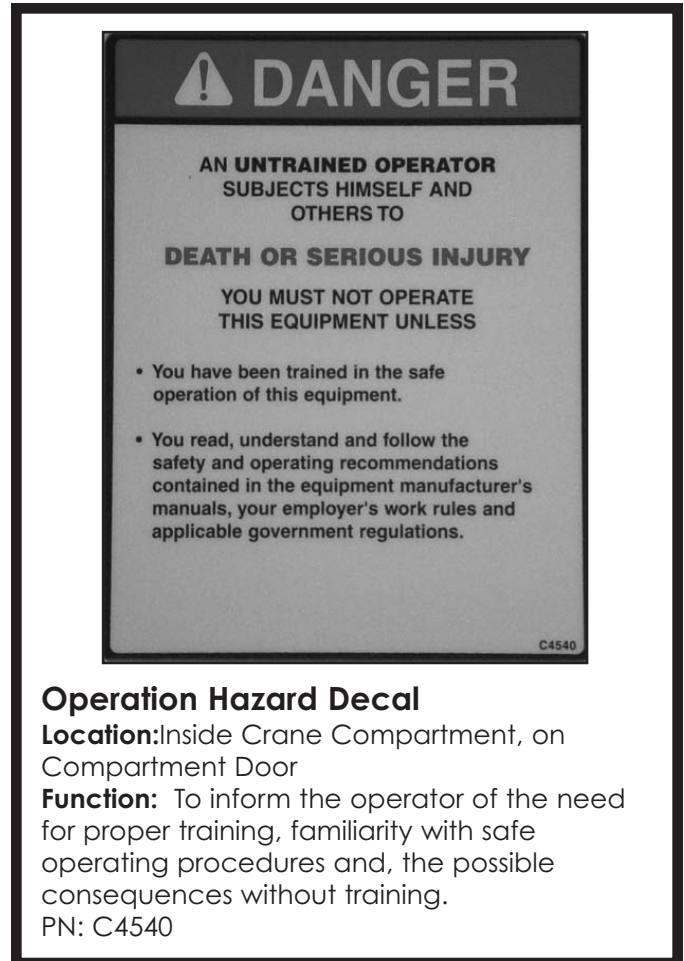 DANGER
AN UNTRAINED OPERATOR
SUBJECTS HIMSELF AND
OTHERS TO
DEATH OR SERIOUS INJURY
YOU MUST NOT OPERATE
THIS EQUIPMENT UNLESS
• You have been trained in the safe
operation of this equipment.
• You read, understand and follow the
safety and operating recommendations
contained in the equipment manufacturer's
manuals, your employer's work rules and
applicable government regulations.
C4540
Operation Hazard Decal
Location:Inside Crane Compartment, on
Compartment Door
Function: To inform the operator of the need
for proper training, familiarity with safe
operating procedures and, the possible
consequences without training.
PN: C4540